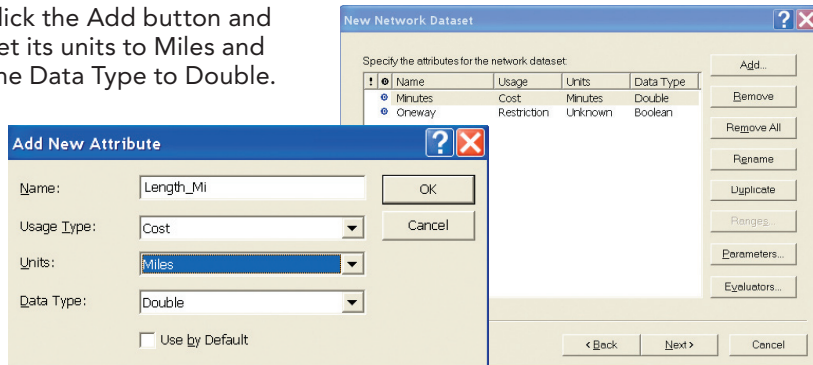 lick the Add button and
et its units to Miles and
ne Data Type to Double.
New Network Dataset
Specify the attributes for the network dataset:
! Name Usage Units Data Type
Minutes Cost Minutes Double
Oneway Restriction Unknown Boolean
Add...
Remove
Remove All
Rename
Duplicate
Ranges...
Parameters...
Evaluators...
< Back Next > Cancel
Add New Attribute
Name: Length_Mi OK
Usage Type: Cost Cancel
Units: Miles
Data Type: Double
Use by Default